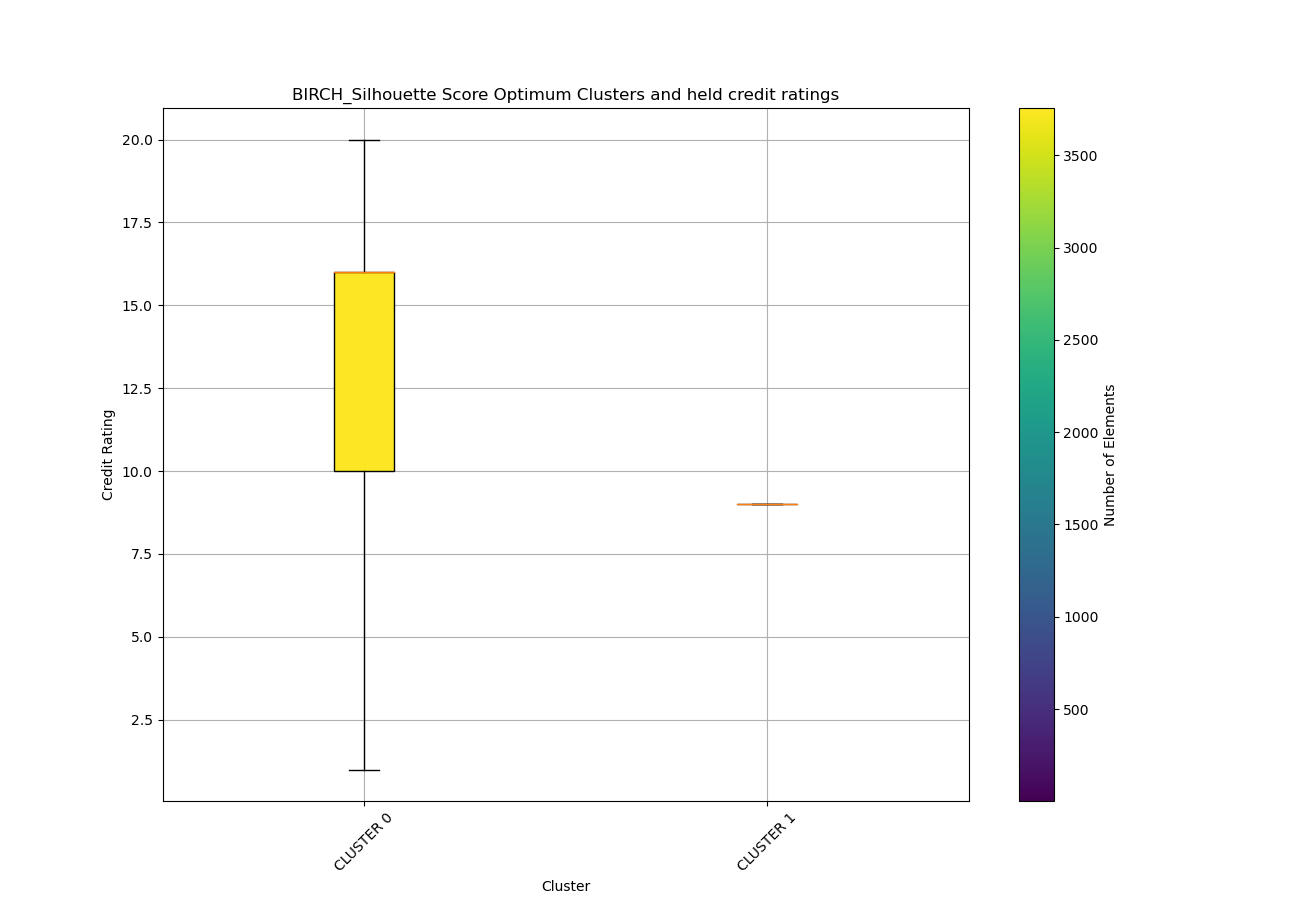 BIRCH_Silhouette Score Optimum Clusters and held credit ratings
20.0
17.5
15.0
12.5
10.0
7.5
5.0
2.5
Credit Rating
CLUSTER 0
CLUSTER 1
Cluster
3500
3000
2500
2000
1500
1000
500
Number of Elements